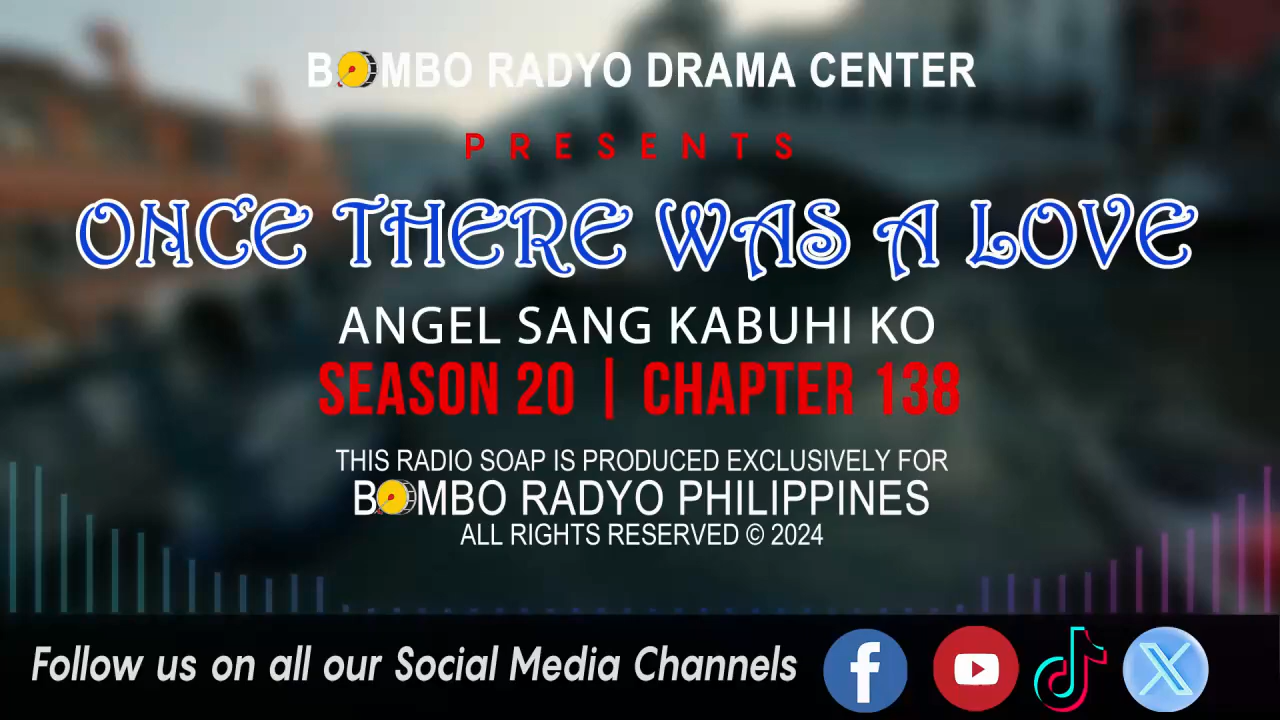 BOMBO RADYO DRAMA CENTER
PRESENTS
ONCE THERE WAS A LOVE
ANGEL SANG KABUHI KO
SEASON 20 | CHAPTER 138
THIS RADIO SOAP IS PRODUCED EXCLUSIVELY FOR
BOMBO RADYO PHILIPPINES
ALL RIGHTS RESERVED © 2024
Follow us on all our Social Media Channels